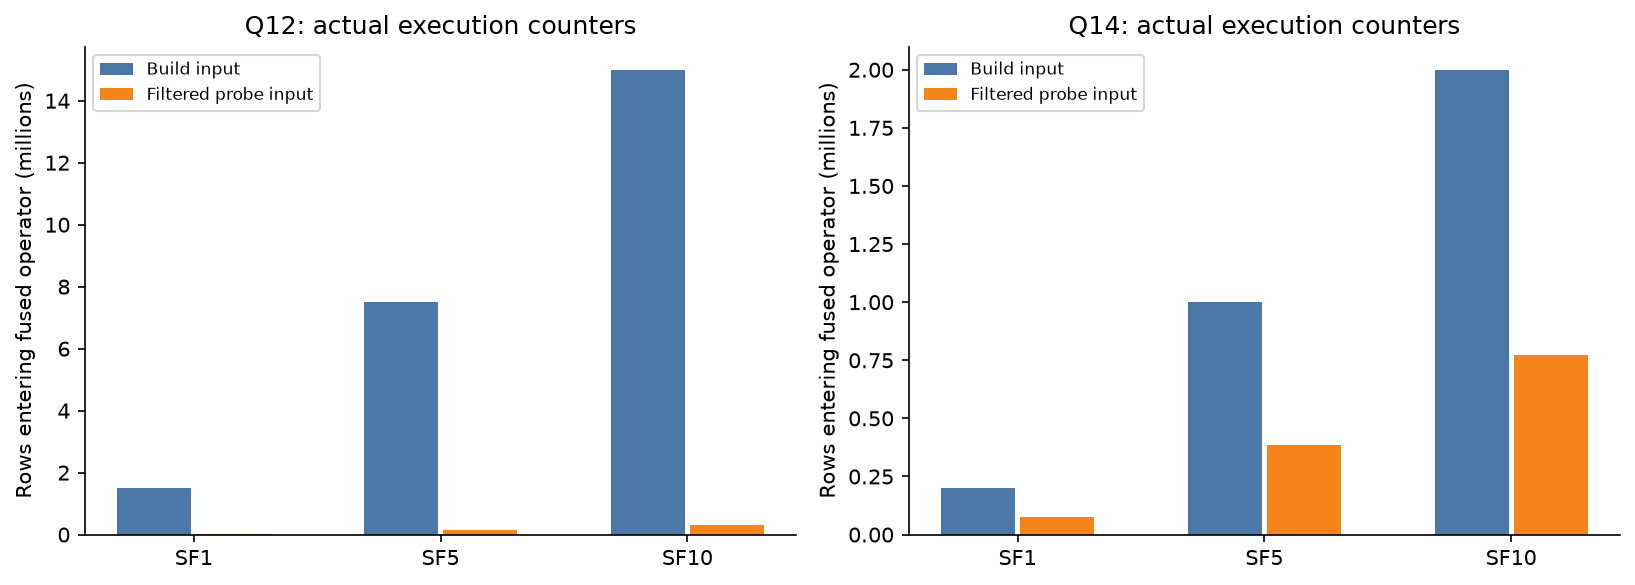 Q12: actual execution counters
Rows entering fused operator (millions)
Build input
Filtered probe input
14
12
10
8
6
4
2
0
SF1
SF5
SF10
Q14: actual execution counters
Rows entering fused operator (millions)
Build input
Filtered probe input
2.00
1.75
1.50
1.25
1.00
0.75
0.50
0.25
0.00
SF1
SF5
SF10